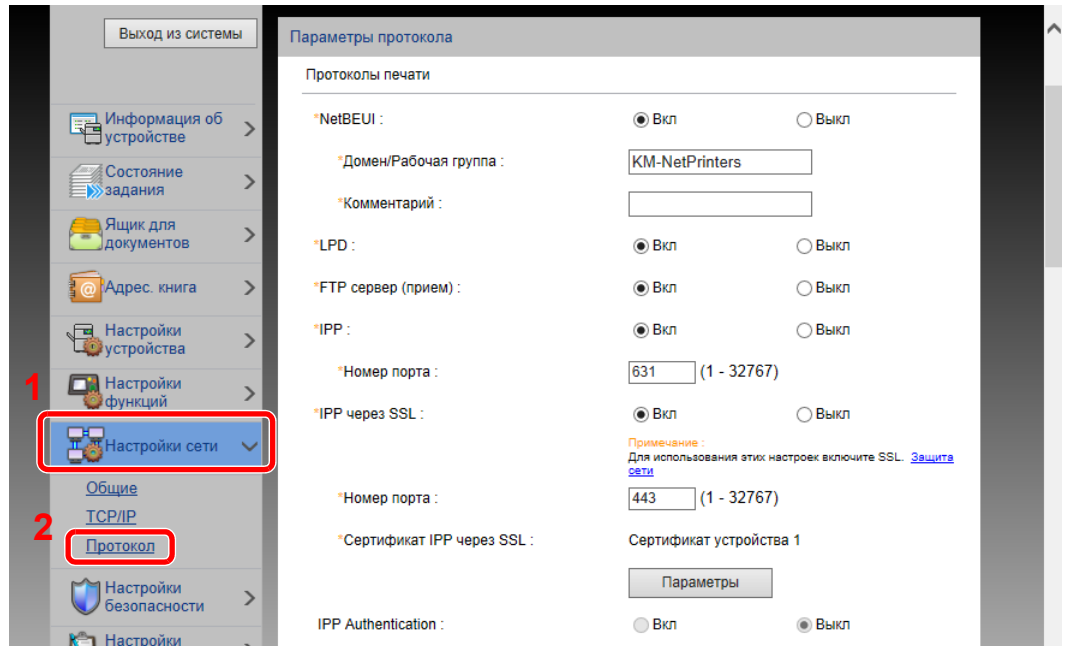 Выход из системы
Информация об
устройстве
Состояние
задания
Ящик для
документов
Адрес. книга
Настройки
устройства
1
Настройки
функций
Настройки сети
Общие
TCP/IP
2
Протокол
Настройки
безопасности
Настройки
Параметры протокола
Протоколы печати
*NetBEUI : Вкл Выкл
*Домен/Рабочая группа : KM-NetPrinters
*Комментарий :
*LPD : Вкл Выкл
*FTP сервер (прием) : Вкл Выкл
*IPP : Вкл Выкл
*Номер порта : 631 (1 - 32767)
*IPP через SSL : Вкл Выкл
Примечание :
Для использования этих настроек включите SSL. Защита
сети
*Номер порта : 443 (1 - 32767)
*Сертификат IPP через SSL : Сертификат устройства 1
Параметры
IPP Authentication : Вкл Выкл